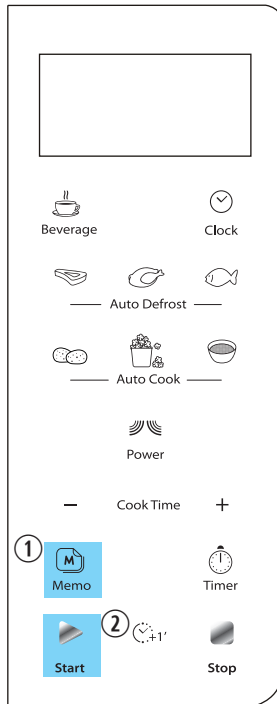 Beverage Clock
Auto Defrost
Auto Cook
Power
− Cook Time +
1 M
Memo Timer
2 +1'
Start Stop